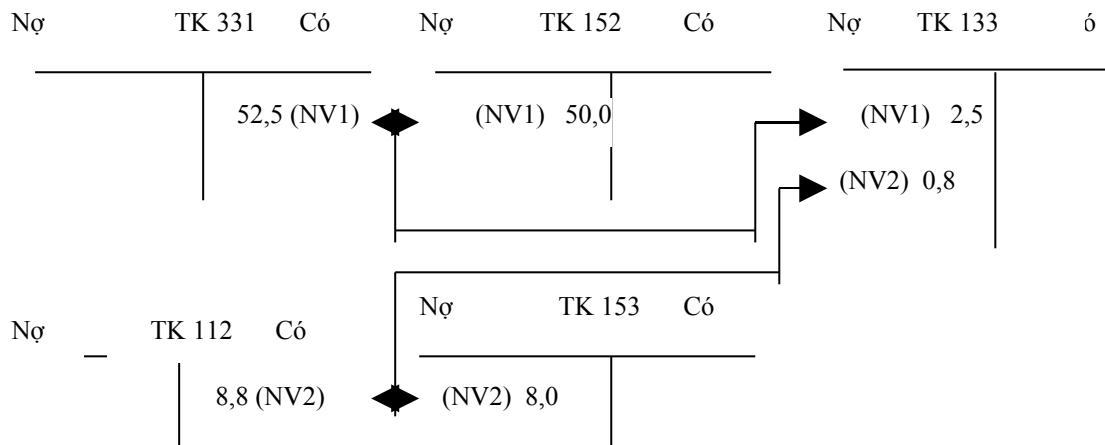 Nợ TK 331 Có Nợ TK 152 Có Nợ TK 133 ó
52,5 (NV1) (NV1) 50,0 (NV1) 2,5
(NV2) 0,8
Nợ TK 153 Có
Nợ TK 112 Có
8,8 (NV2) (NV2) 8,0